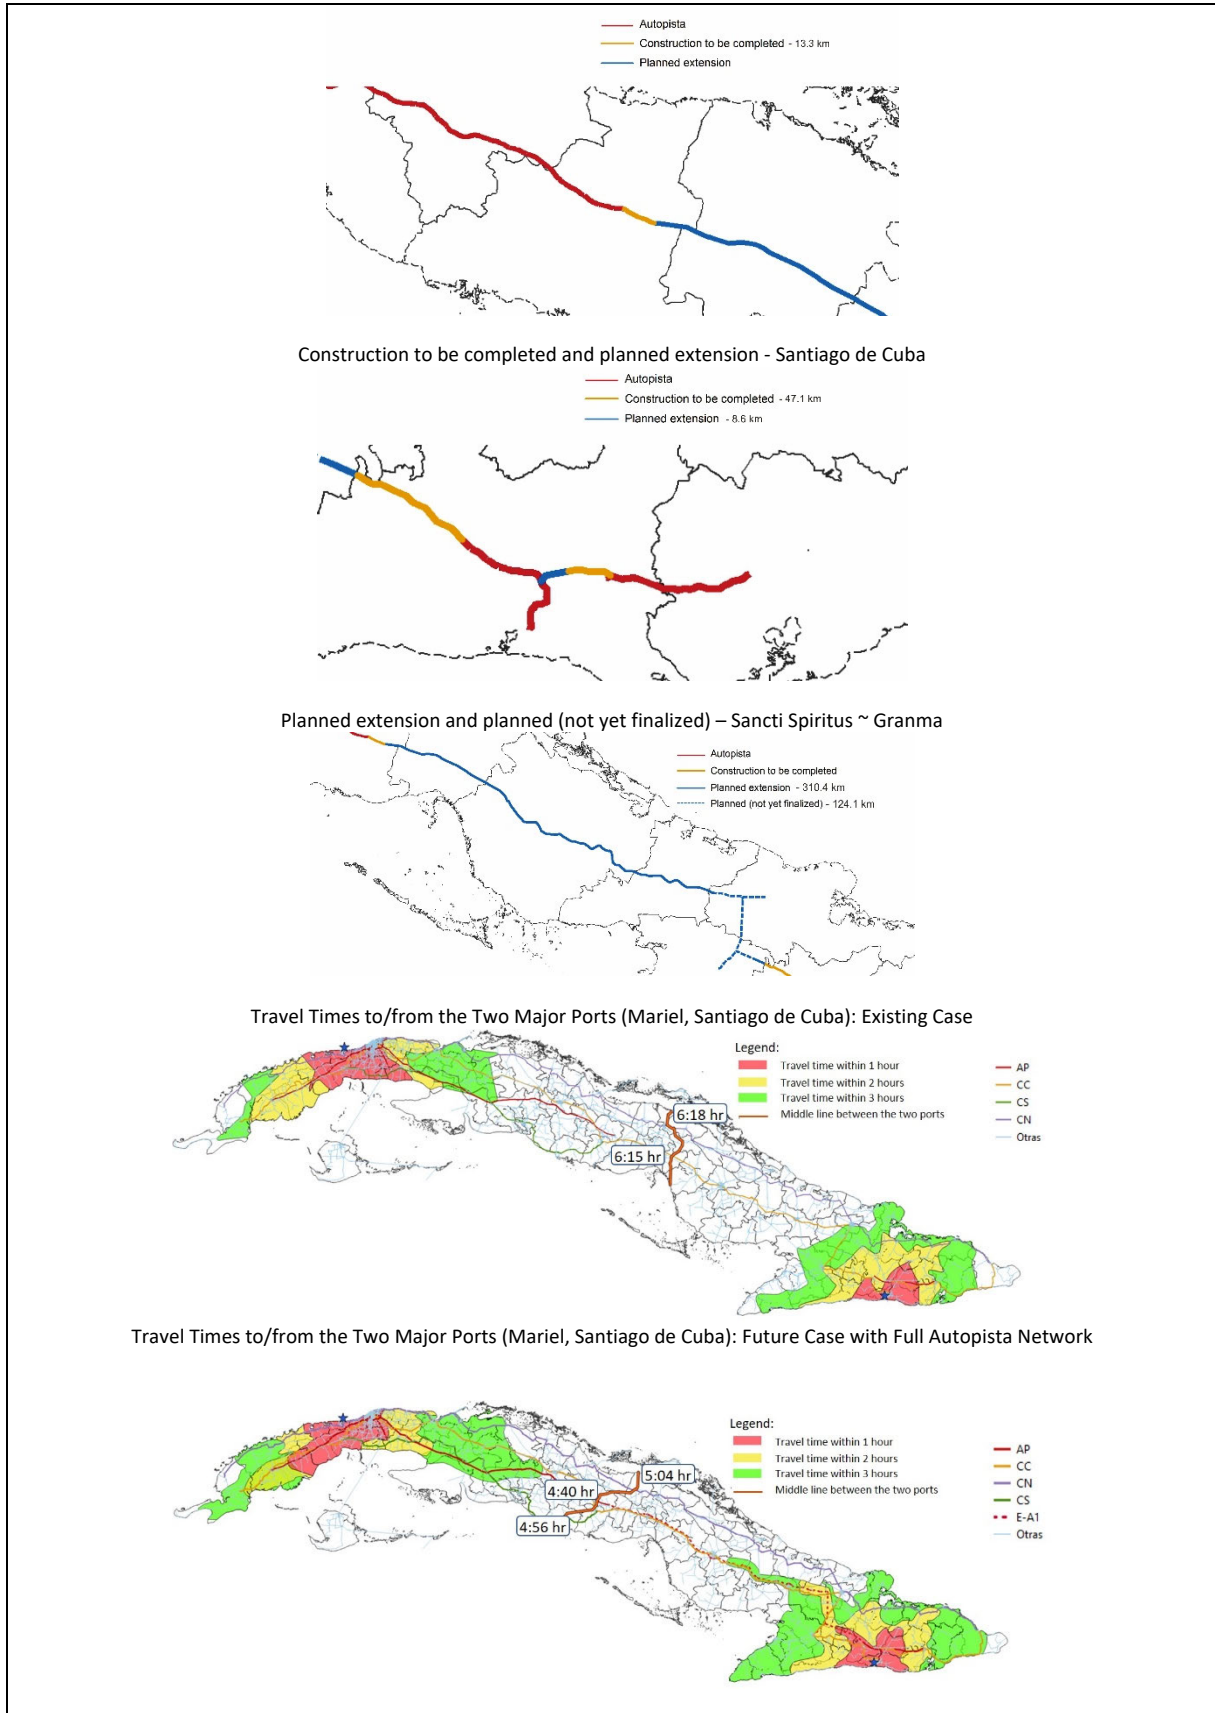 Autopista
Construction to be completed - 13.3 km
Planned extension
Construction to be completed and planned extension - Santiago de Cuba
Autopista
Construction to be completed - 47.1 km
Planned extension - 8.6 km
Planned extension and planned (not yet finalized) – Sancti Spiritus ~ Granma
Autopista
Construction to be completed
Planned extension - 310.4 km
Planned (not yet finalized) - 124.1 km
Travel Times to/from the Two Major Ports (Mariel, Santiago de Cuba): Existing Case
Legend:
Travel time within 1 hour
Travel time within 2 hours
Travel time within 3 hours
Middle line between the two ports
AP
CC
CS
CN
Otras
6:18 hr
6:15 hr
Travel Times to/from the Two Major Ports (Mariel, Santiago de Cuba): Future Case with Full Autopista Network
Legend:
Travel time within 1 hour
Travel time within 2 hours
Travel time within 3 hours
Middle line between the two ports
AP
CC
CN
CS
E-A1
Otras
5:04 hr
4:40 hr
4:56 hr